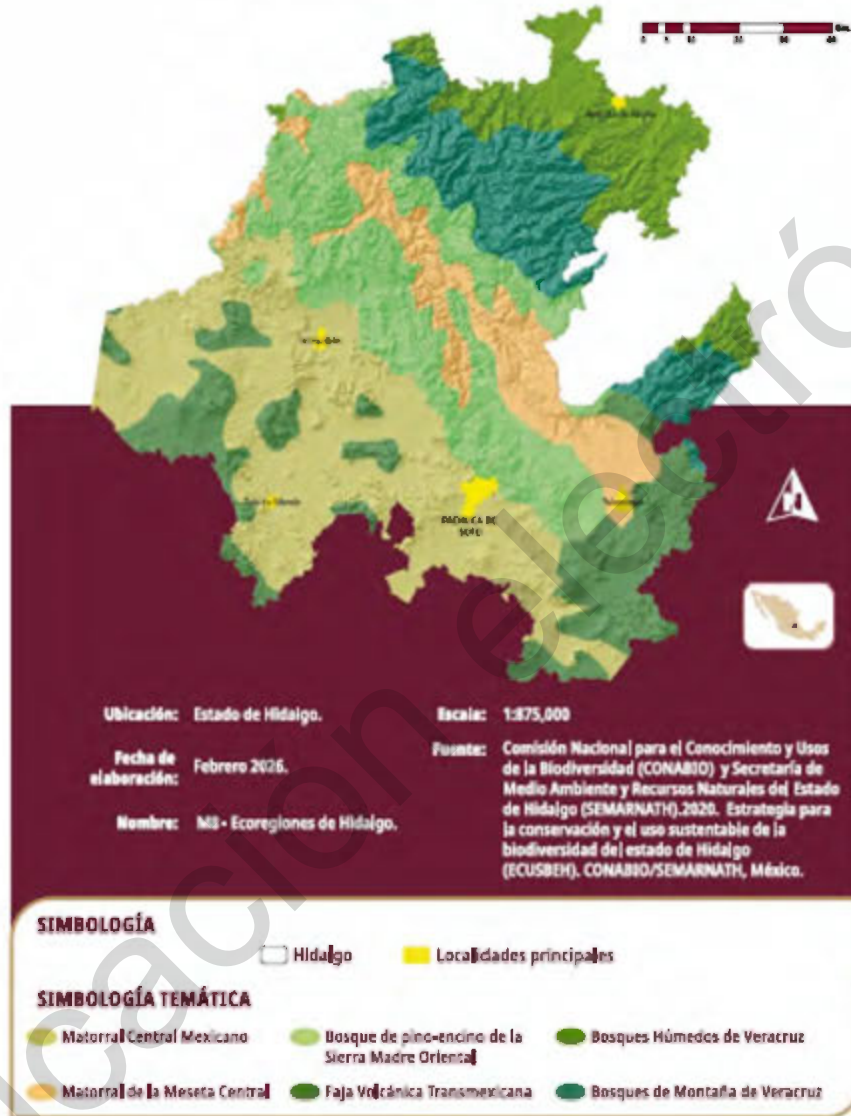 Km.
PACHUCA DE
SOTO
Ubicación: Estado de Hidalgo.
Escala: 1:875,000
Fecha de
elaboración: Febrero 2026.
Fuente: Comisión Nacional para el Conocimiento y Usos
de la Biodiversidad (CONABIO) y Secretaría de
Medio Ambiente y Recursos Naturales del Estado
de Hidalgo (SEMARNATH).2020. Estrategia para
la conservación y el uso sustentable de la
biodiversidad del estado de Hidalgo
(ECUSBEH). CONABIO/SEMARNATH, México.
Nombre: M8 - Ecoregiones de Hidalgo.
SIMBOLOGÍA
Hidalgo
Localidades principales
SIMBOLOGÍA TEMÁTICA
Matorral Central Mexicano
Bosque de pino-encino de la
Sierra Madre Oriental
Bosques Húmedos de Veracruz
Matorral de la Meseta Central
Faja Volcánica Transmexicana
Bosques de Montaña de Veracruz